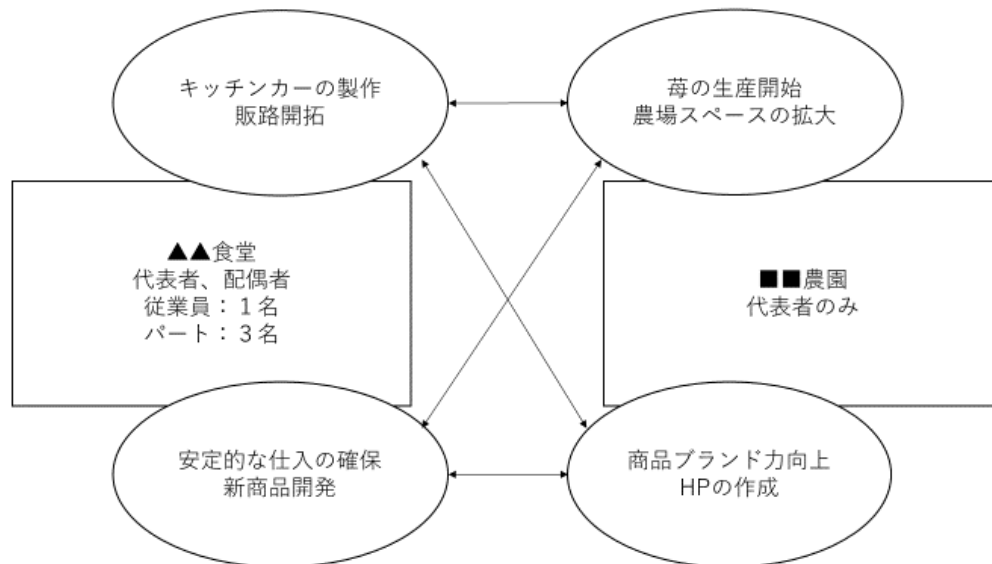 キッチンカーの製作
販路開拓
苺の生産開始
農場スペースの拡大
▲▲食堂
代表者、配偶者
従業員：１名
パート：３名
■■農園
代表者のみ
安定的な仕入の確保
新商品開発
商品ブランド力向上
HPの作成